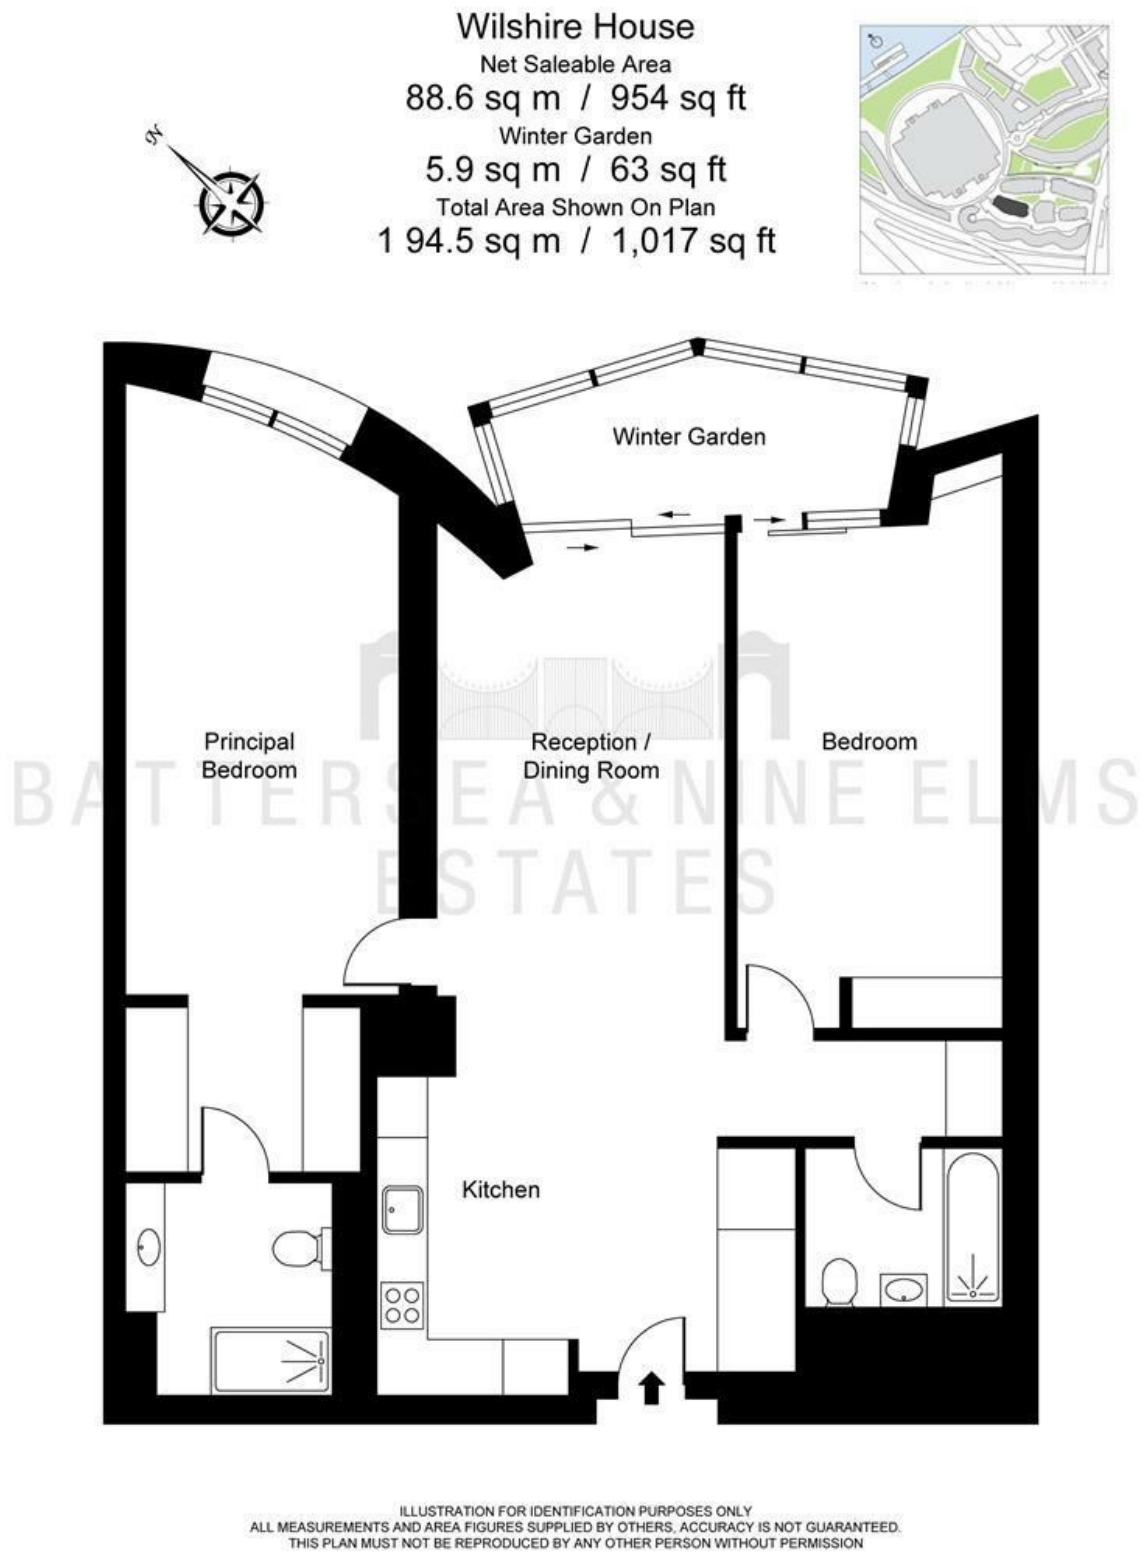 Wilshire House
Net Saleable Area
88.6 sq m / 954 sq ft
Winter Garden
5.9 sq m / 63 sq ft
Total Area Shown On Plan
1 94.5 sq m / 1,017 sq ft
N
Winter Garden
Principal
Bedroom
Reception /
Dining Room
Bedroom
BATTERSEA & NINE ELMS
ESTATES
Kitchen
ILLUSTRATION FOR IDENTIFICATION PURPOSES ONLY
ALL MEASUREMENTS AND AREA FIGURES SUPPLIED BY OTHERS, ACCURACY IS NOT GUARANTEED.
THIS PLAN MUST NOT BE REPRODUCED BY ANY OTHER PERSON WITHOUT PERMISSION